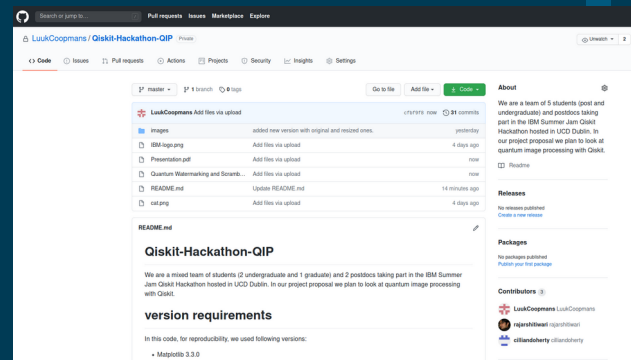 Search or jump to...
Pull requests Issues Marketplace Explore
LuukCoopmans / Qiskit-Hackathon-QIP Private
Unwatch
Code Issues Pull requests Actions Projects Security Insights Settings
master 1 branch 0 tags Go to file Add file Code
LuukCoopmans Add files via upload now 31 commits
images added new version with original and resized ones. yesterday
IBM-logo.png Add files via upload 4 days ago
Presentation.pdf Add files via upload now
Quantum Watermarking and Scramb... Add files via upload now
README.md Update README.md 14 minutes ago
cat.png Add files via upload 4 days ago
README.md
Qiskit-Hackathon-QIP
We are a mixed team of students (2 undergraduate and 1 graduate) and 2 postdocs taking part in the IBM Summer
Jam Qiskit Hackathon hosted in UCD Dublin. In our project proposal we plan to look at quantum image processing
with Qiskit.
version requirements
In this code, for reproducibility, we used following versions:
Matplotlib 3.3.0
About
We are a team of 5 students (post and
undergraduate) and postdocs taking
part in the IBM Summer Jam Qiskit
Hackathon hosted in UCD Dublin. In
our project proposal we plan to look at
quantum image processing with Qiskit.
Readme
Releases
No releases published
Create a new release
Packages
No packages published
Publish your first package
Contributors 3
LuukCoopmans LuukCoopmans
rajarshitiwari rajarshitiwari
cilliandoherty cilliandoherty